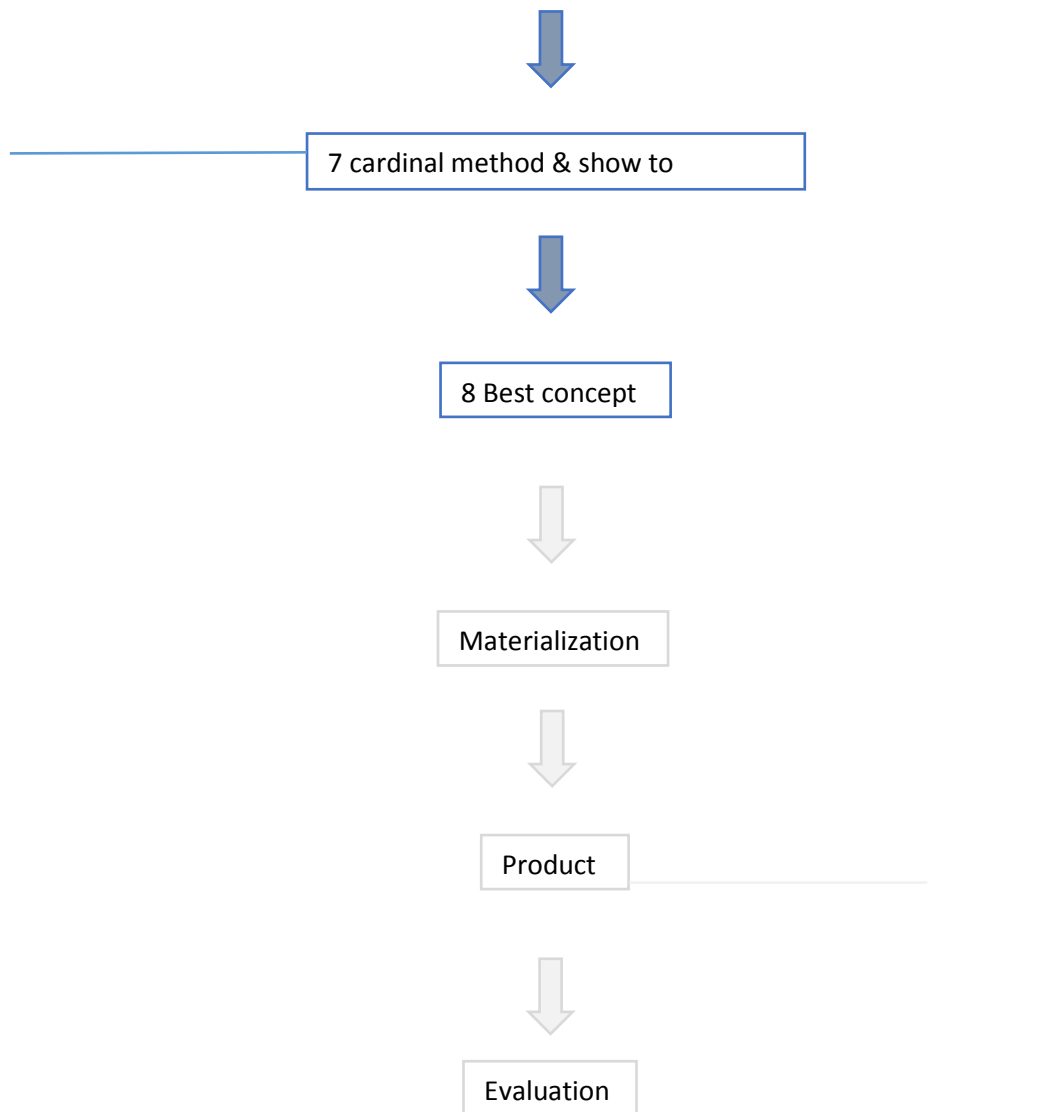 7 cardinal method & show to
8 Best concept
Materialization
Product
Evaluation